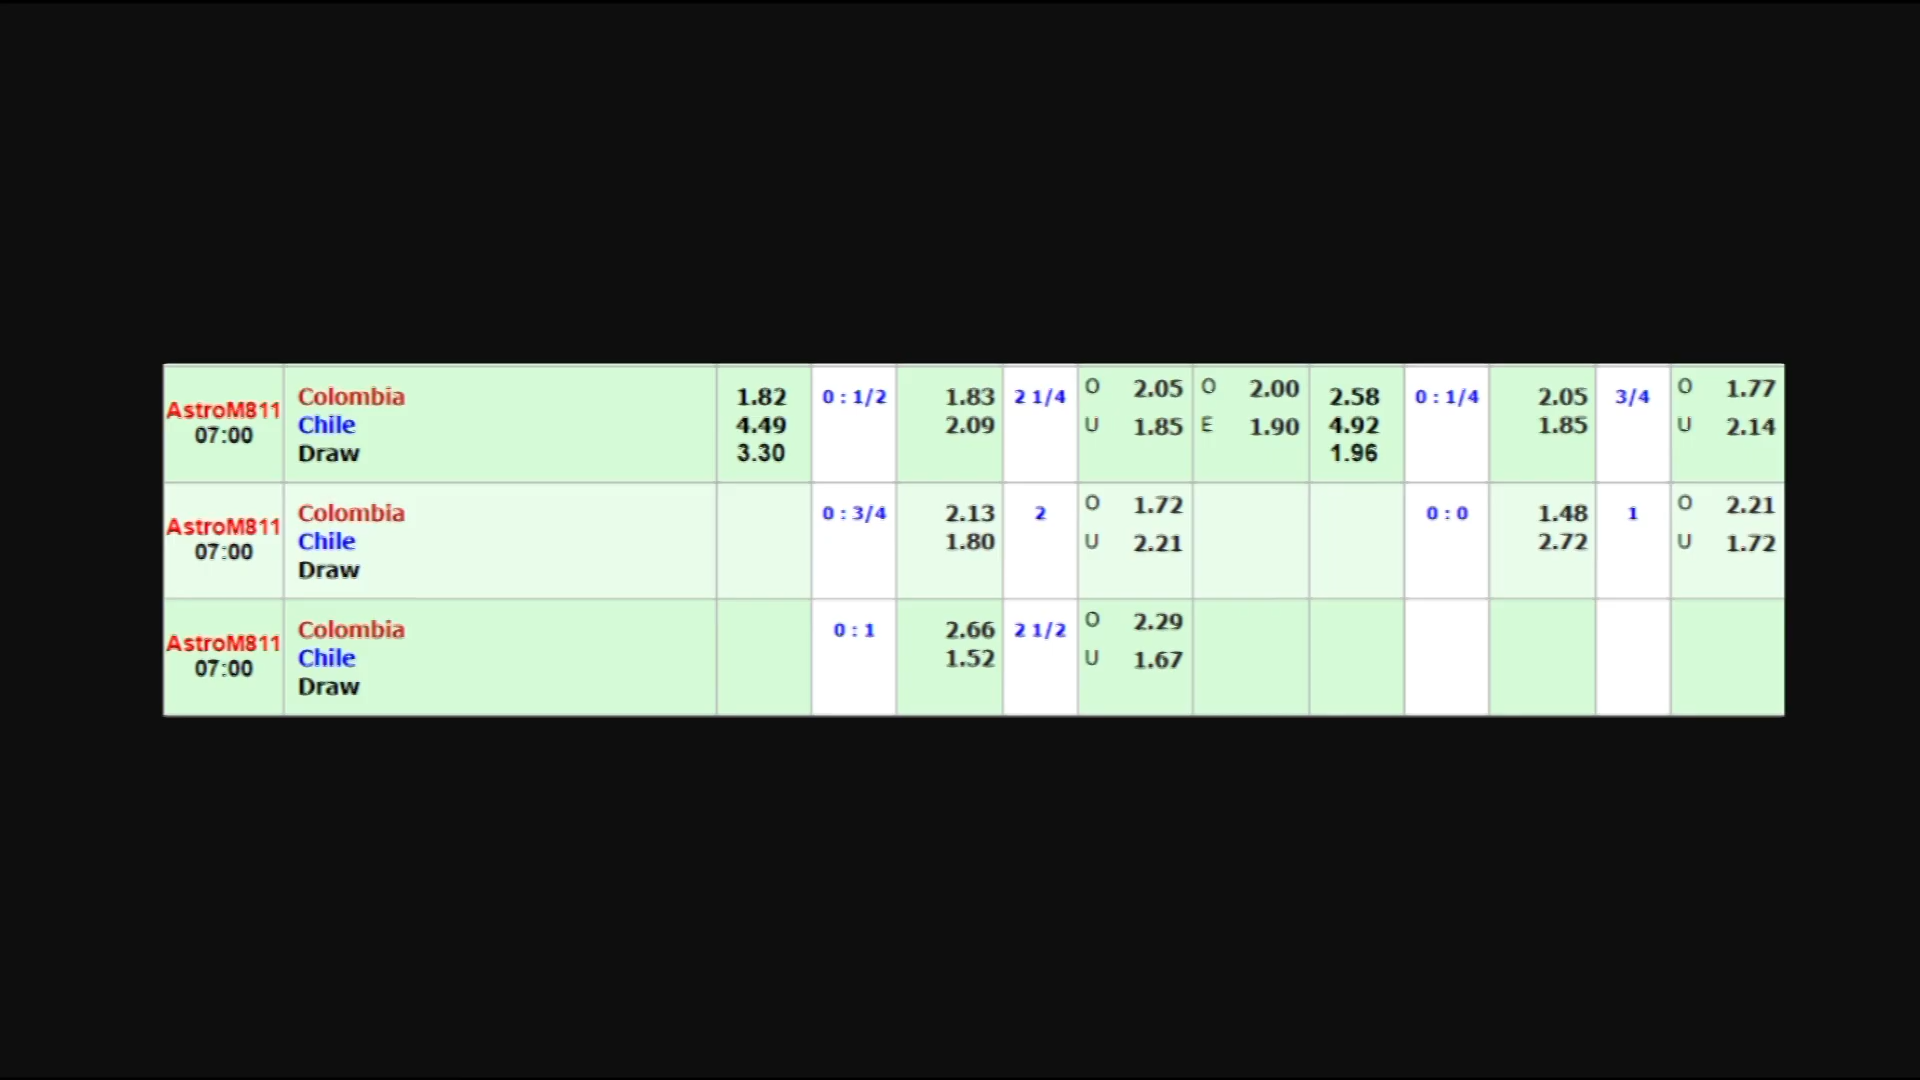 AstroM811
07:00
Colombia
Chile
Draw
1.82
4.49
3.30
0 : 1/2
1.83
2.09
2 1/4
O 2.05
U 1.85
O 2.00
E 1.90
2.58
4.92
1.96
0 : 1/4
2.05
1.85
3/4
O 1.77
U 2.14
AstroM811
07:00
Colombia
Chile
Draw
0 : 3/4
2.13
1.80
2
O 1.72
U 2.21
0 : 0
1.48
2.72
1
O 2.21
U 1.72
AstroM811
07:00
Colombia
Chile
Draw
0 : 1
2.66
1.52
2 1/2
O 2.29
U 1.67